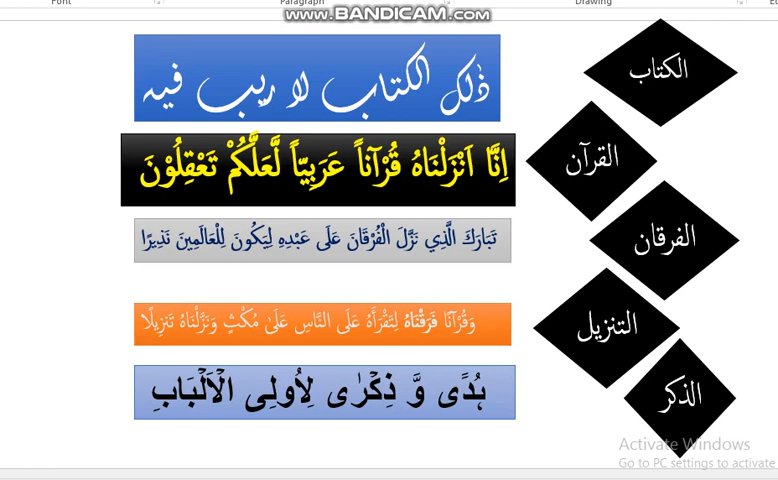 Font
Paragraph
Drawing
www.BANDICAM.com
ذٰلك الكتاب لا ريب فيه
الكتاب
اِنَّا اَنْزَلْنَاهُ قُرْآناً عَرَبِيّاً لَّعَلَّكُمْ تَعْقِلُوْنَ
القرآن
تَبَارَكَ الَّذِي نَزَّلَ الْفُرْقَانَ عَلَى عَبْدِهِ لِيَكُونَ لِلْعَالَمِينَ نَذِيرًا
الفرقان
وَقُرْآنًا فَرَقْنَاهُ لِتَقْرَأَهُ عَلَى النَّاسِ عَلَىٰ مُكْثٍ وَنَزَّلْنَاهُ تَنزِيلًا
التنزيل
هُدًى وَّ ذِكْرٰى لِاُولِى الْاَلْبَابِ
الذكر
Activate Windows
Go to PC settings to activate